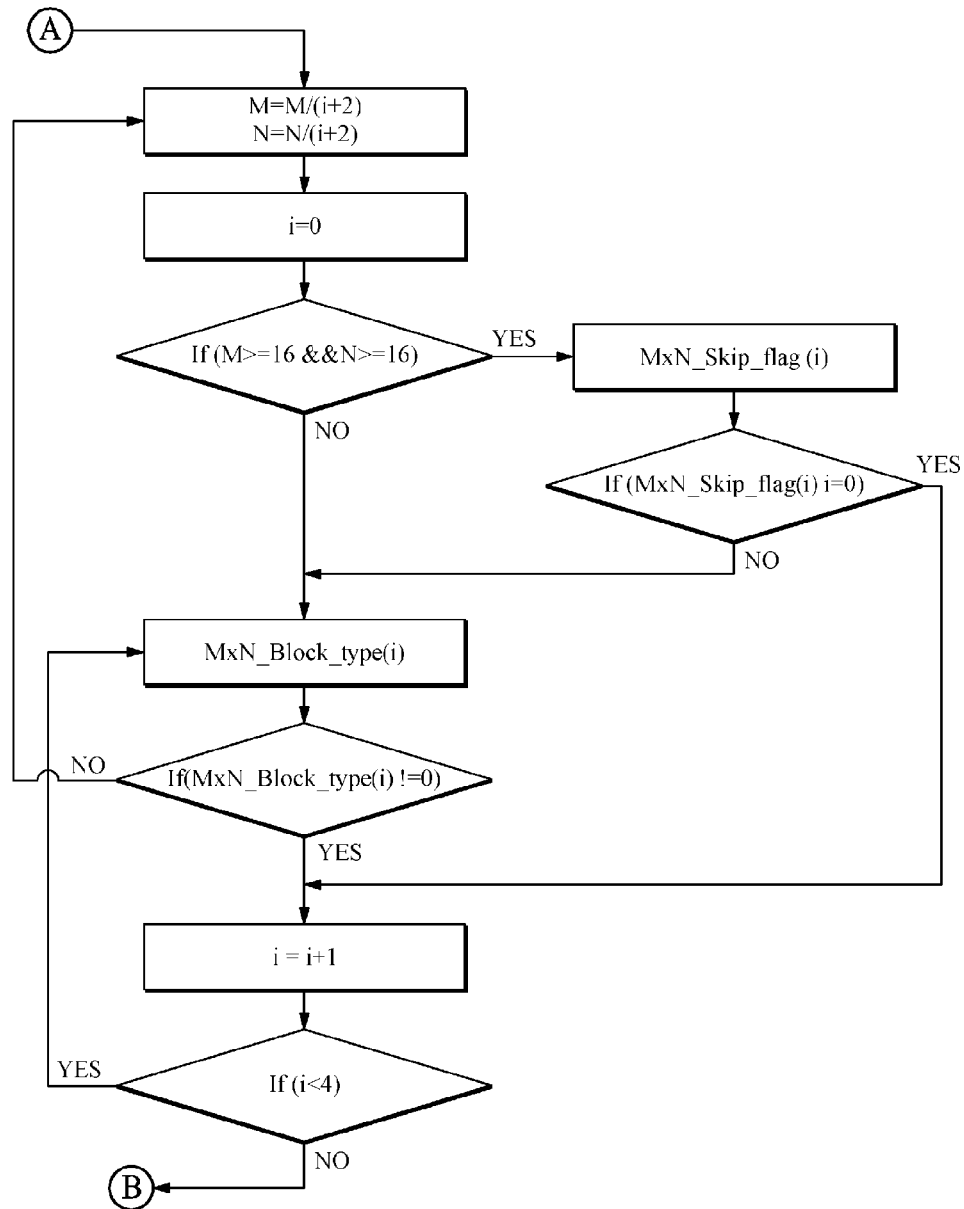 A
M=M/(i+2)
N=N/(i+2)
i=0
If (M>=16 &&N>=16)
YES
MxN_Skip_flag (i)
NO
If (MxN_Skip_flag(i) i=0)
YES
NO
MxN_Block_type(i)
NO
If(MxN_Block_type(i) !=0)
YES
i = i+1
YES
If (i<4)
NO
B